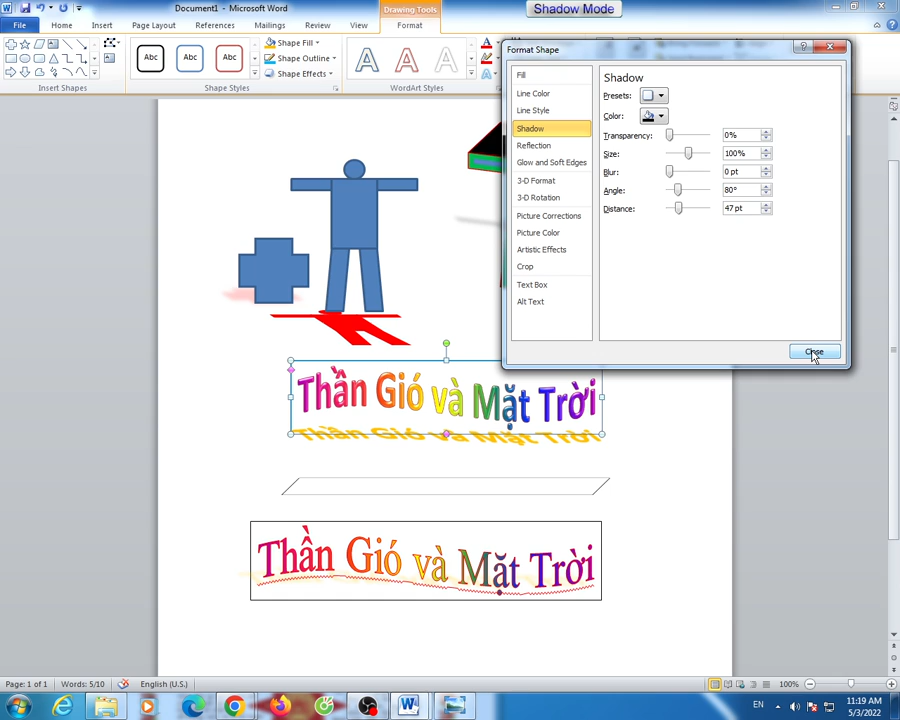 Document1 - Microsoft Word
Drawing Tools
Shadow Mode
File Home Insert Page Layout References Mailings Review View Format
Abc Abc Abc
Shape Fill
Shape Outline
Shape Effects
A A A
Insert Shapes Shape Styles WordArt Styles
Format Shape
Fill
Line Color
Line Style
Shadow
Reflection
Glow and Soft Edges
3-D Format
3-D Rotation
Picture Corrections
Picture Color
Artistic Effects
Crop
Text Box
Alt Text
Shadow
Presets:
Color:
Transparency: 0%
Size: 100%
Blur: 0 pt
Angle: 80°
Distance: 47 pt
Close
Thần Gió và Mặt Trời
Thần Gió và Mặt Trời
Thần Gió và Mặt Trời
Page: 1 of 1 Words: 5/10 English (U.S.) 100%
EN 11:19 AM
5/3/2022